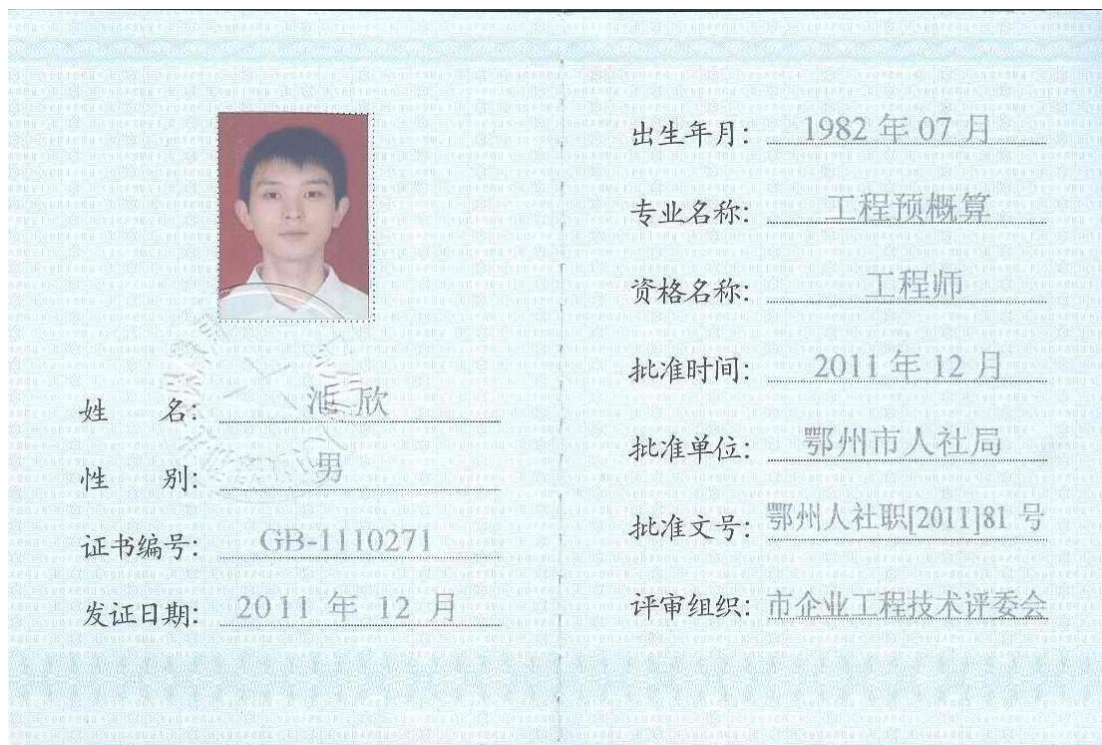 姓 名: 欣
性 别: 男
证书编号: GB-1110271
发证日期: 2011 年 12 月
出生年月: 1982 年 07 月
专业名称: 工程预概算
资格名称: 工程师
批准时间: 2011 年 12 月
批准单位: 鄂州市人社局
批准文号: 鄂州人社职[2011]81 号
评审组织: 市企业工程技术评委会